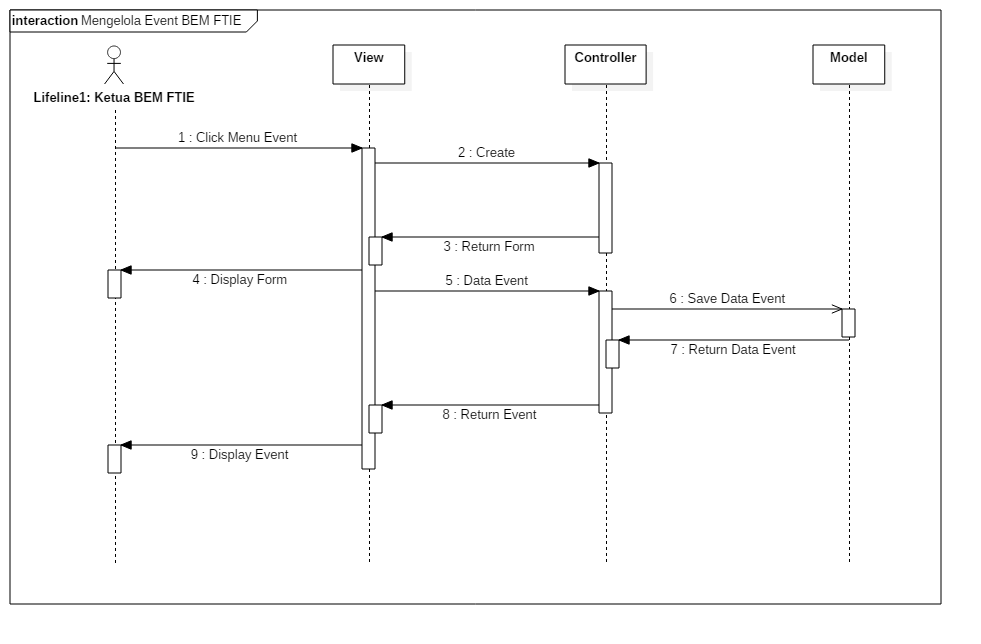 interaction Mengelola Event BEM FTIE
View
Controller
Model
Lifeline1: Ketua BEM FTIE
1 : Click Menu Event
2 : Create
3 : Return Form
4 : Display Form
5 : Data Event
6 : Save Data Event
7 : Return Data Event
8 : Return Event
9 : Display Event